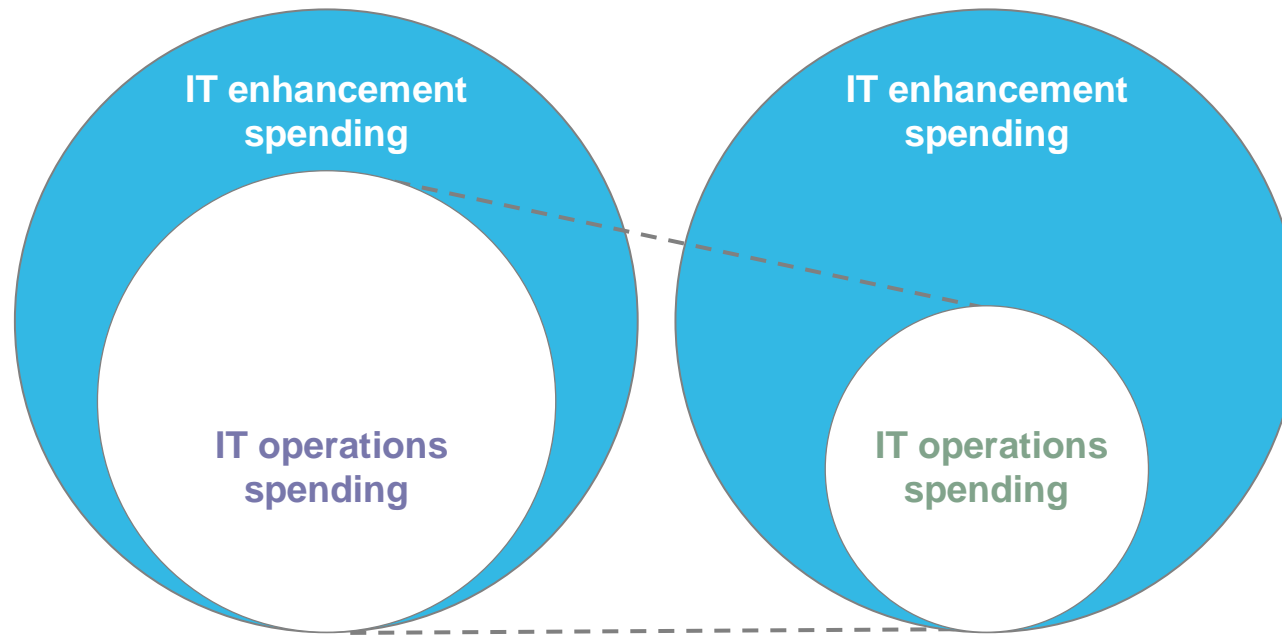 IT enhancement
spending
IT enhancement
spending
IT operations
spending
IT operations
spending